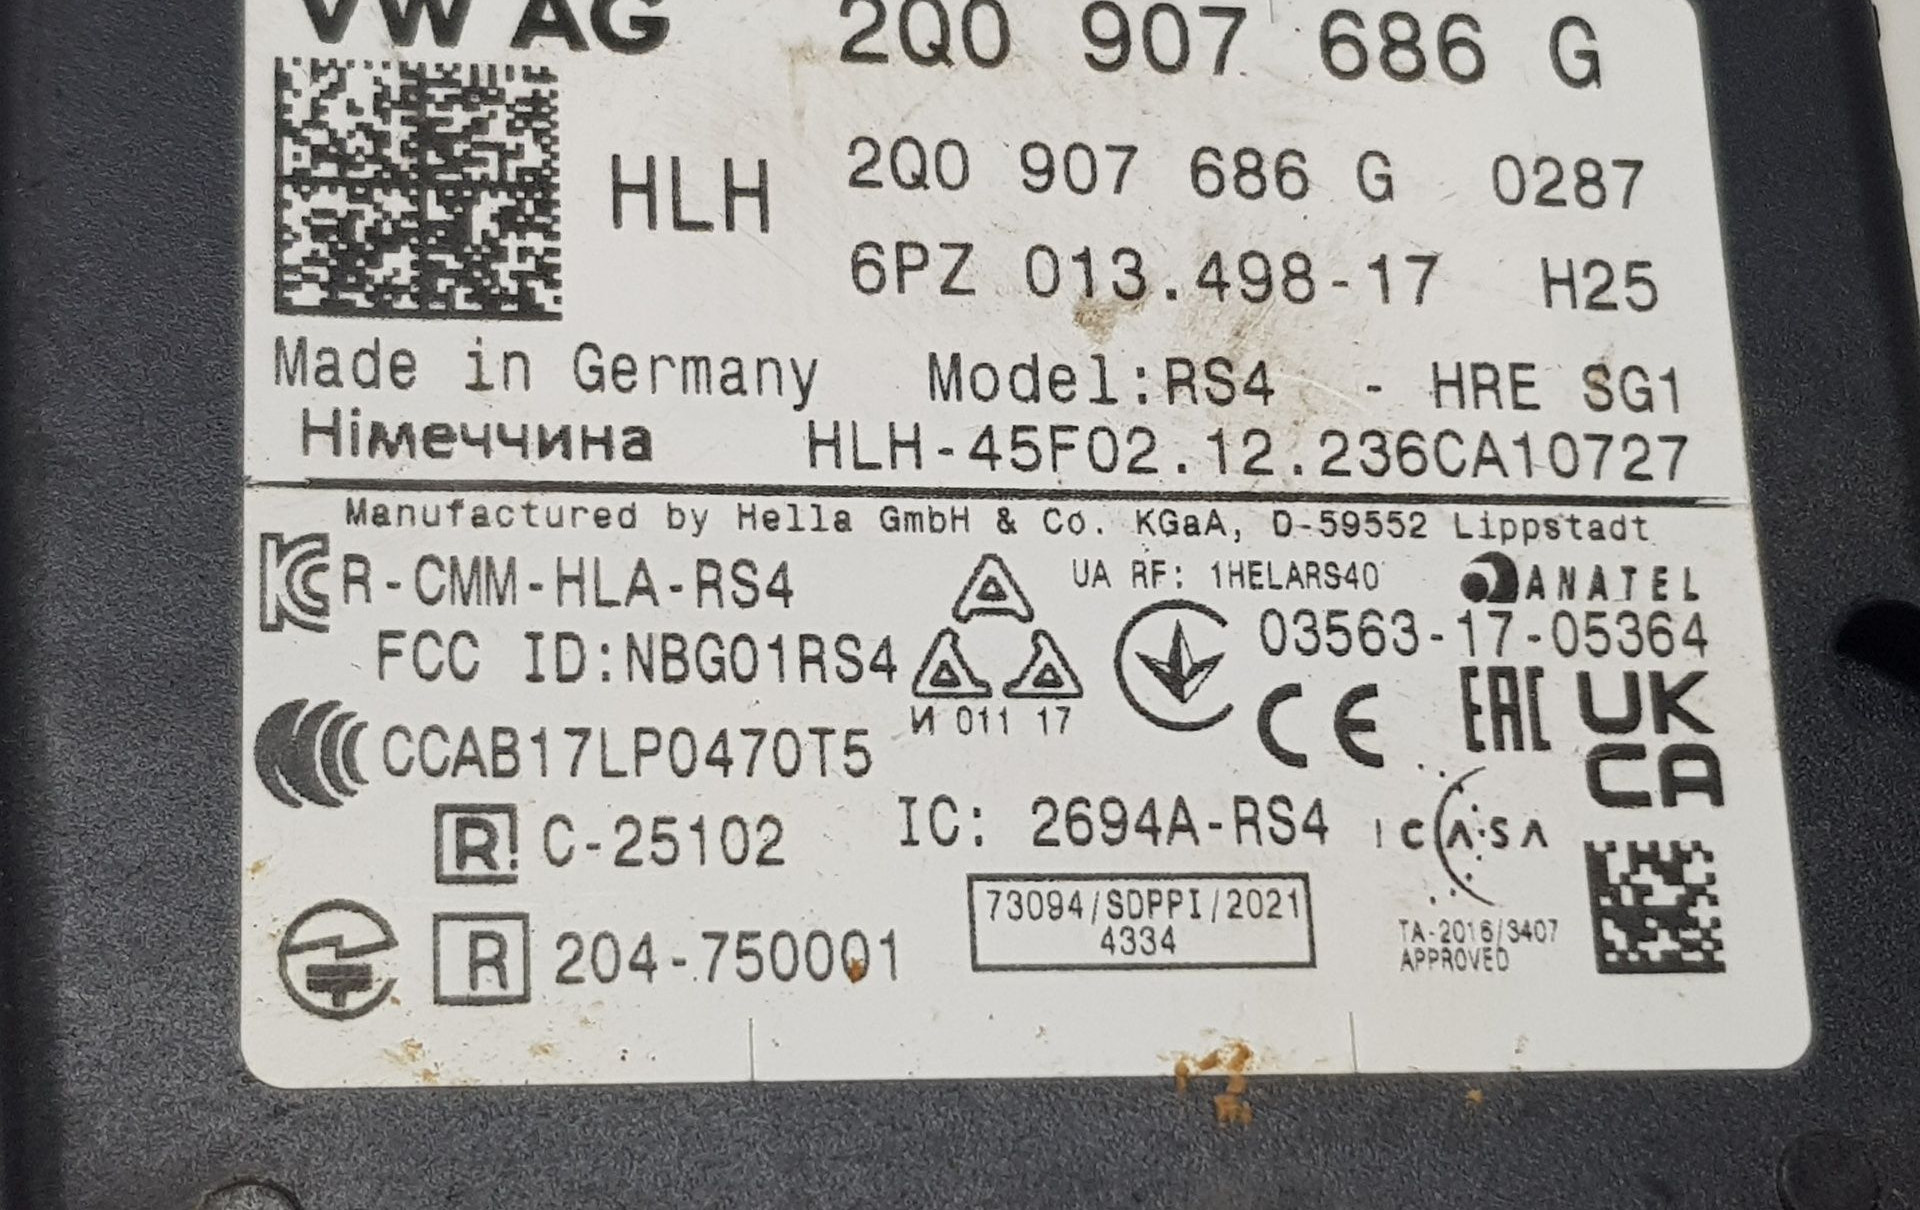 VW AG 2Q0 907 686 G
HLH 2Q0 907 686 G 0287
6PZ 013.498-17 H25
Made in Germany Model:RS4 - HRE SG1
Німеччина HLH-45F02.12.236CA10727
Manufactured by Hella GmbH & Co. KGaA, D-59552 Lippstadt
R-CMM-HLA-RS4 UA RF: 1HELARS40 ANATEL
03563-17-05364
FCC ID:NBG01RS4
И 011 17
CE EAC UK
CA
CCAB17LP0470T5
R! C-25102 IC: 2694A-RS4 ICASA
R 204-750001
73094/SDPPI/2021
4334
TA-2016/3407
APPROVED